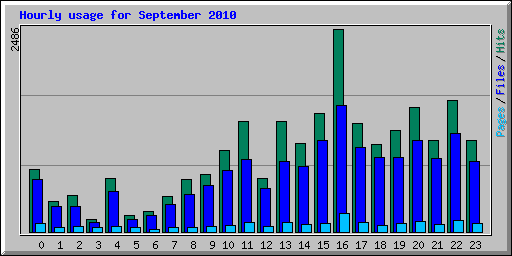 Hourly usage for September 2010
2486
Pages / Files / Hits
0 1 2 3 4 5 6 7 8 9 10 11 12 13 14 15 16 17 18 19 20 21 22 23